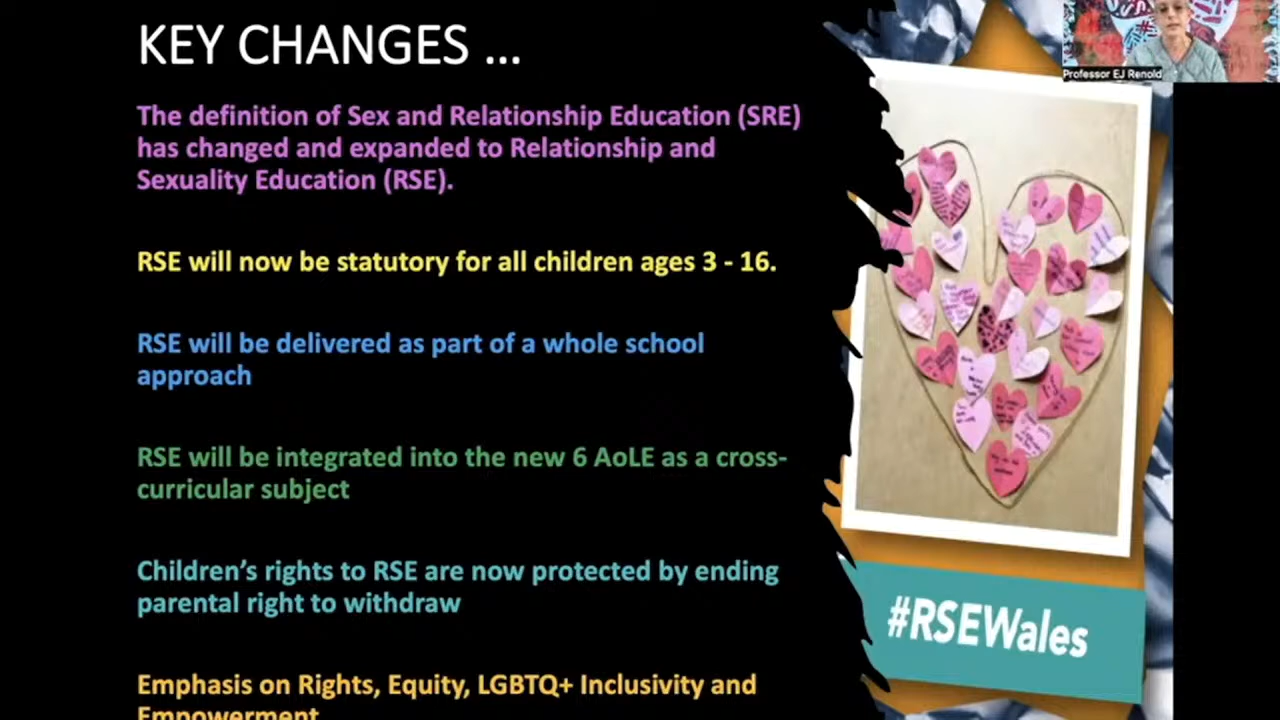 KEY CHANGES ...
Professor EJ Renold
The definition of Sex and Relationship Education (SRE)
has changed and expanded to Relationship and
Sexuality Education (RSE).
RSE will now be statutory for all children ages 3 - 16.
RSE will be delivered as part of a whole school
approach
RSE will be integrated into the new 6 AoLE as a cross-
curricular subject
Children's rights to RSE are now protected by ending
parental right to withdraw
#RSEWales
Emphasis on Rights, Equity, LGBTQ+ Inclusivity and
Empowerment